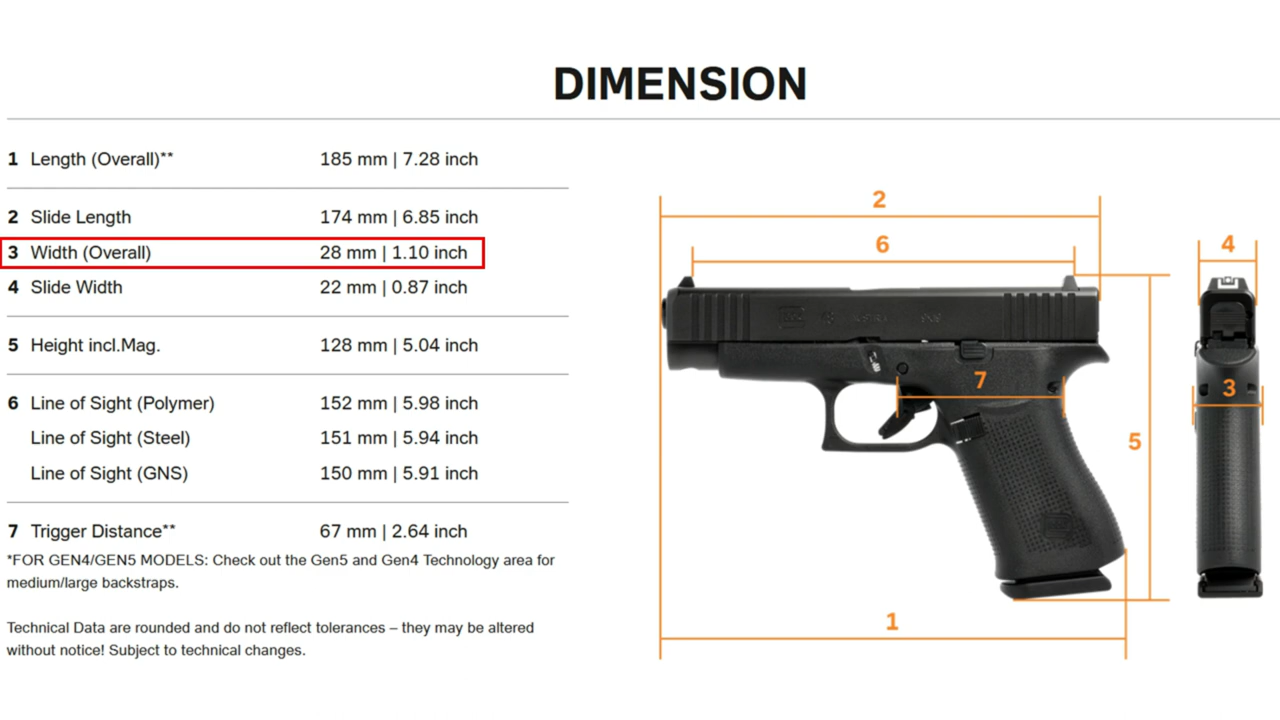 DIMENSION
1 Length (Overall)** 185 mm | 7.28 inch
2 Slide Length 174 mm | 6.85 inch
3 Width (Overall) 28 mm | 1.10 inch
4 Slide Width 22 mm | 0.87 inch
5 Height incl.Mag. 128 mm | 5.04 inch
6 Line of Sight (Polymer) 152 mm | 5.98 inch
Line of Sight (Steel) 151 mm | 5.94 inch
Line of Sight (GNS) 150 mm | 5.91 inch
7 Trigger Distance** 67 mm | 2.64 inch
*FOR GEN4/GEN5 MODELS: Check out the Gen5 and Gen4 Technology area for
medium/large backstraps.
Technical Data are rounded and do not reflect tolerances – they may be altered
without notice! Subject to technical changes.
2
6
4
7
3
5
1